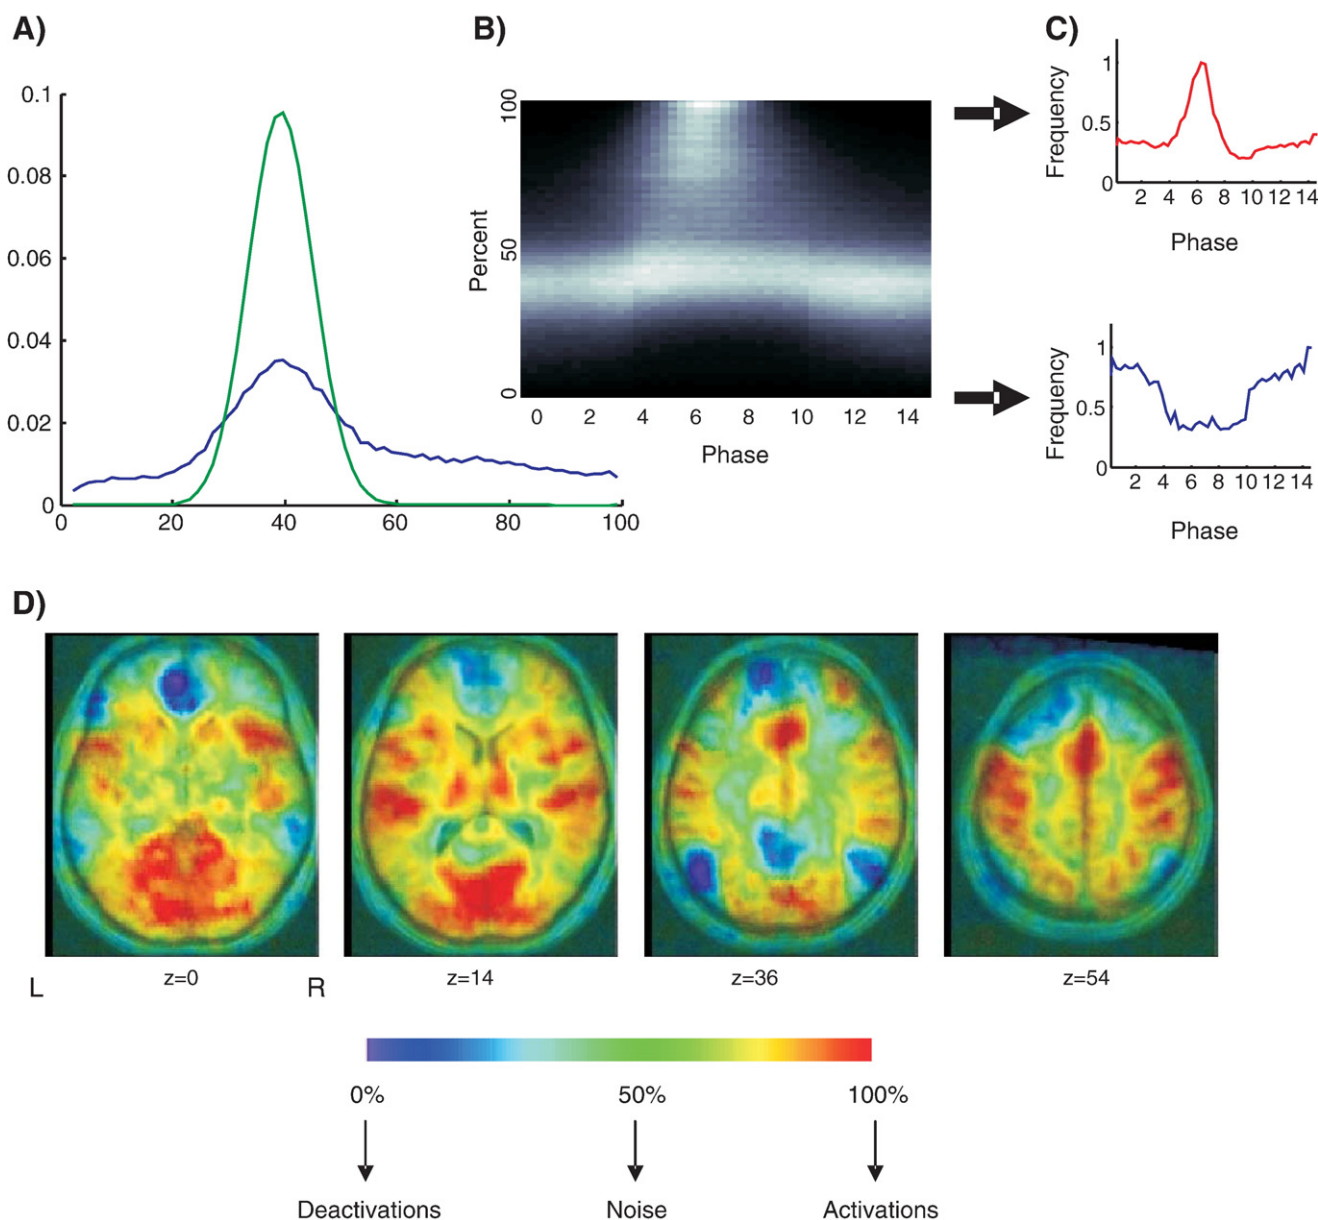 A)
0.1
0.08
0.06
0.04
0.02
0
0 20 40 60 80 100
B)
Percent
100
50
0
0 2 4 6 8 10 12 14
Phase
C)
Frequency
1
0.5
0
2 4 6 8 10 12 14
Phase
Frequency
1
0.5
0
2 4 6 8 10 12 14
Phase
D)
L z=0 R z=14 z=36 z=54
0% 50% 100%
Deactivations Noise Activations